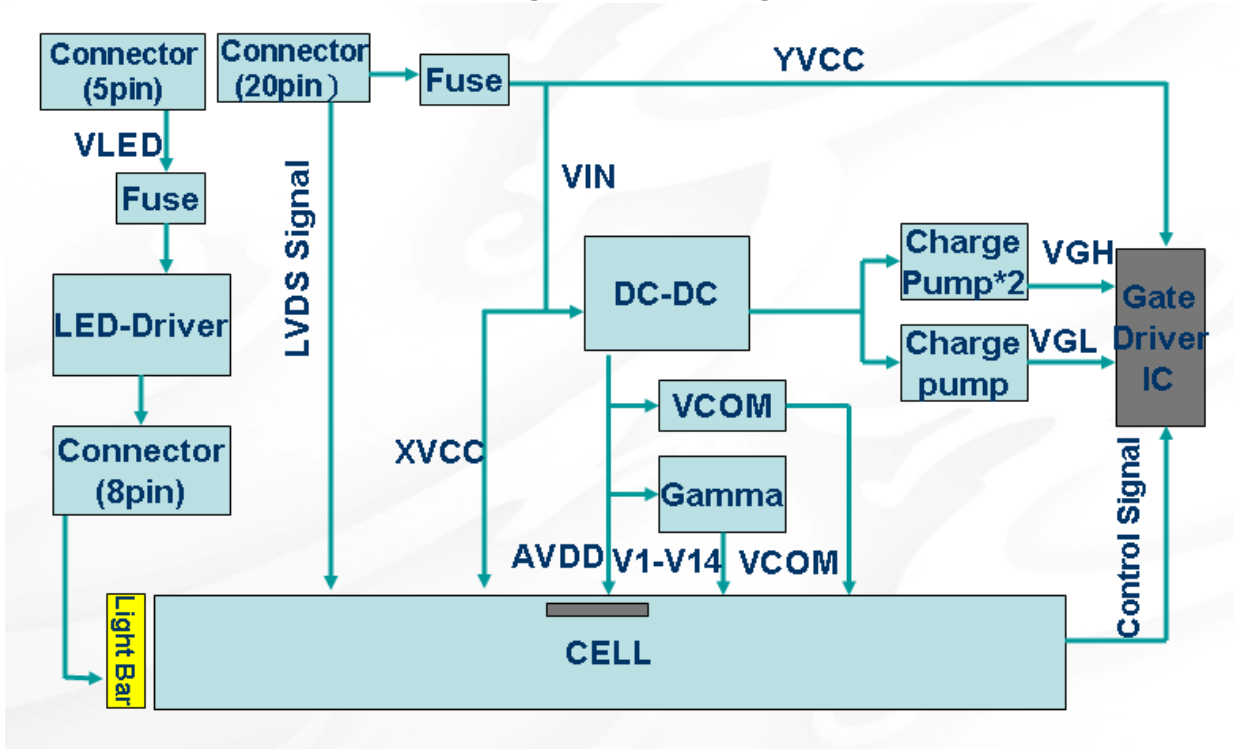 Connector
(5pin)
Connector
(20pin）
Fuse
YVCC
VLED
Fuse
LVDS Signal
VIN
LED-Driver
DC-DC
Charge
Pump*2
VGH
Charge
pump
VGL
Gate
Driver
IC
Connector
(8pin)
XVCC
VCOM
Gamma
AVDD
V1-V14
VCOM
Control Signal
Light Bar
CELL